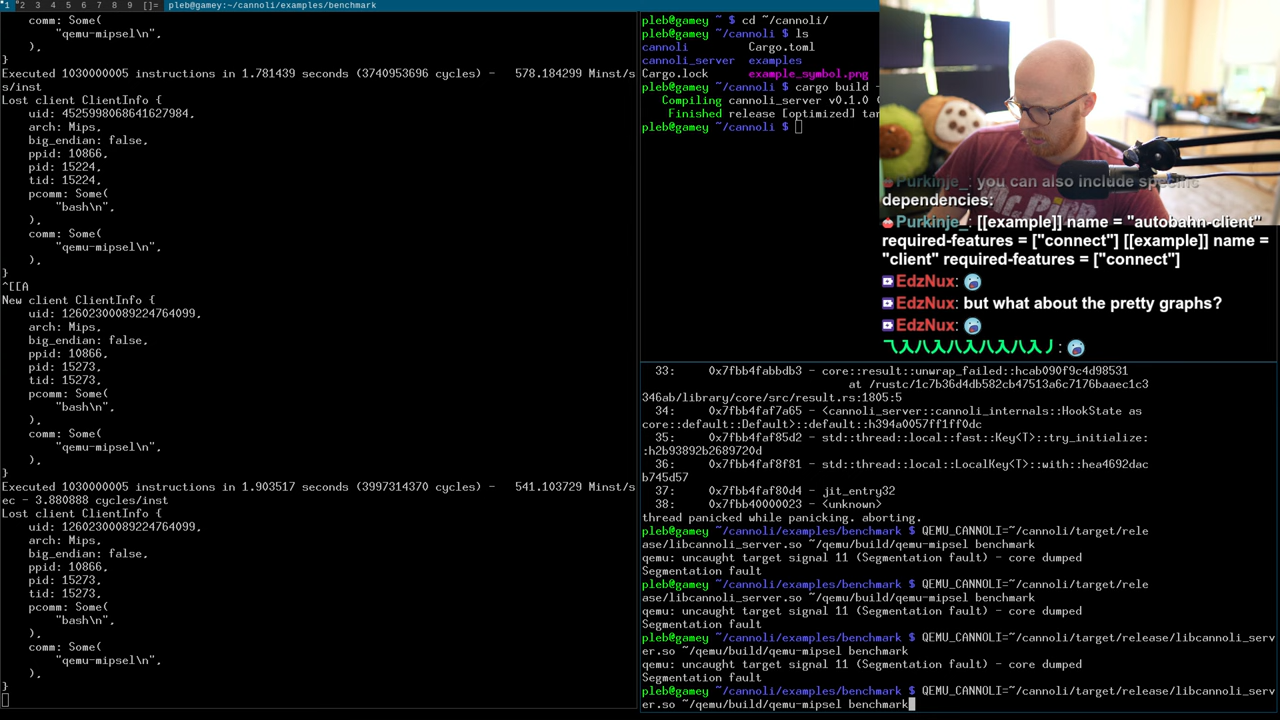 1 2 3 4 5 6 7 8 9 []= pleb@gamey:~/cannoli/examples/benchmark
comm: Some(
"qemu-mipsel\n",
),
}
Executed 1030000005 instructions in 1.781439 seconds (3740953696 cycles) -   578.184299 Minst/s
s/inst
Lost client ClientInfo {
uid: 4525998068641627984,
arch: Mips,
big_endian: false,
ppid: 10866,
pid: 15224,
tid: 15224,
pcomm: Some(
"bash\n",
),
comm: Some(
"qemu-mipsel\n",
),
}
^[[A
New client ClientInfo {
uid: 12602300089224764099,
arch: Mips,
big_endian: false,
ppid: 10866,
pid: 15273,
tid: 15273,
pcomm: Some(
"bash\n",
),
comm: Some(
"qemu-mipsel\n",
),
}
Executed 1030000005 instructions in 1.903517 seconds (3997314370 cycles) -   541.103729 Minst/s
ec - 3.880888 cycles/inst
Lost client ClientInfo {
uid: 12602300089224764099,
arch: Mips,
big_endian: false,
ppid: 10866,
pid: 15273,
tid: 15273,
pcomm: Some(
"bash\n",
),
comm: Some(
"qemu-mipsel\n",
),
}
pleb@gamey ~ $ cd ~/cannoli/
pleb@gamey ~/cannoli $ ls
cannoli Cargo.toml
cannoli_server examples
Cargo.lock example_symbol.png
pleb@gamey ~/cannoli $ cargo build -
Compiling cannoli_server v0.1.0 (
Finished release [optimized] tar
pleb@gamey ~/cannoli $
Purkinje_: you can also include specific
dependencies:
Purkinje_: [[example]] name = "autobahn-client"
required-features = ["connect"] [[example]] name =
"client" required-features = ["connect"]
EdzNux:
EdzNux: but what about the pretty graphs?
EdzNux:
33: 0x7fbb4fabbdb3 - core::result::unwrap_failed::hcab090f9c4d98531
at /rustc/1c7b36d4db582cb47513a6c7176baaec1c3
346ab/library/core/src/result.rs:1805:5
34: 0x7fbb4faf7a65 - <cannoli_server::cannoli_internals::HookState as
core::default::Default>::default::h394a0057ff1ff0dc
35: 0x7fbb4faf85d2 - std::thread::local::fast::Key<T>::try_initialize:
:h2b93892b2689720d
36: 0x7fbb4faf8f81 - std::thread::local::LocalKey<T>::with::hea4692dac
b745d57
37: 0x7fbb4faf80d4 - jit_entry32
38: 0x7fbb40000023 - <unknown>
thread panicked while panicking. aborting.
pleb@gamey ~/cannoli/examples/benchmark $ QEMU_CANNOLI=~/cannoli/target/rele
ase/libcannoli_server.so ~/qemu/build/qemu-mipsel benchmark
qemu: uncaught target signal 11 (Segmentation fault) - core dumped
Segmentation fault
pleb@gamey ~/cannoli/examples/benchmark $ QEMU_CANNOLI=~/cannoli/target/rele
ase/libcannoli_server.so ~/qemu/build/qemu-mipsel benchmark
qemu: uncaught target signal 11 (Segmentation fault) - core dumped
Segmentation fault
pleb@gamey ~/cannoli/examples/benchmark $ QEMU_CANNOLI=~/cannoli/target/release/libcannoli_serv
er.so ~/qemu/build/qemu-mipsel benchmark
qemu: uncaught target signal 11 (Segmentation fault) - core dumped
Segmentation fault
pleb@gamey ~/cannoli/examples/benchmark $ QEMU_CANNOLI=~/cannoli/target/release/libcannoli_serv
er.so ~/qemu/build/qemu-mipsel benchmark